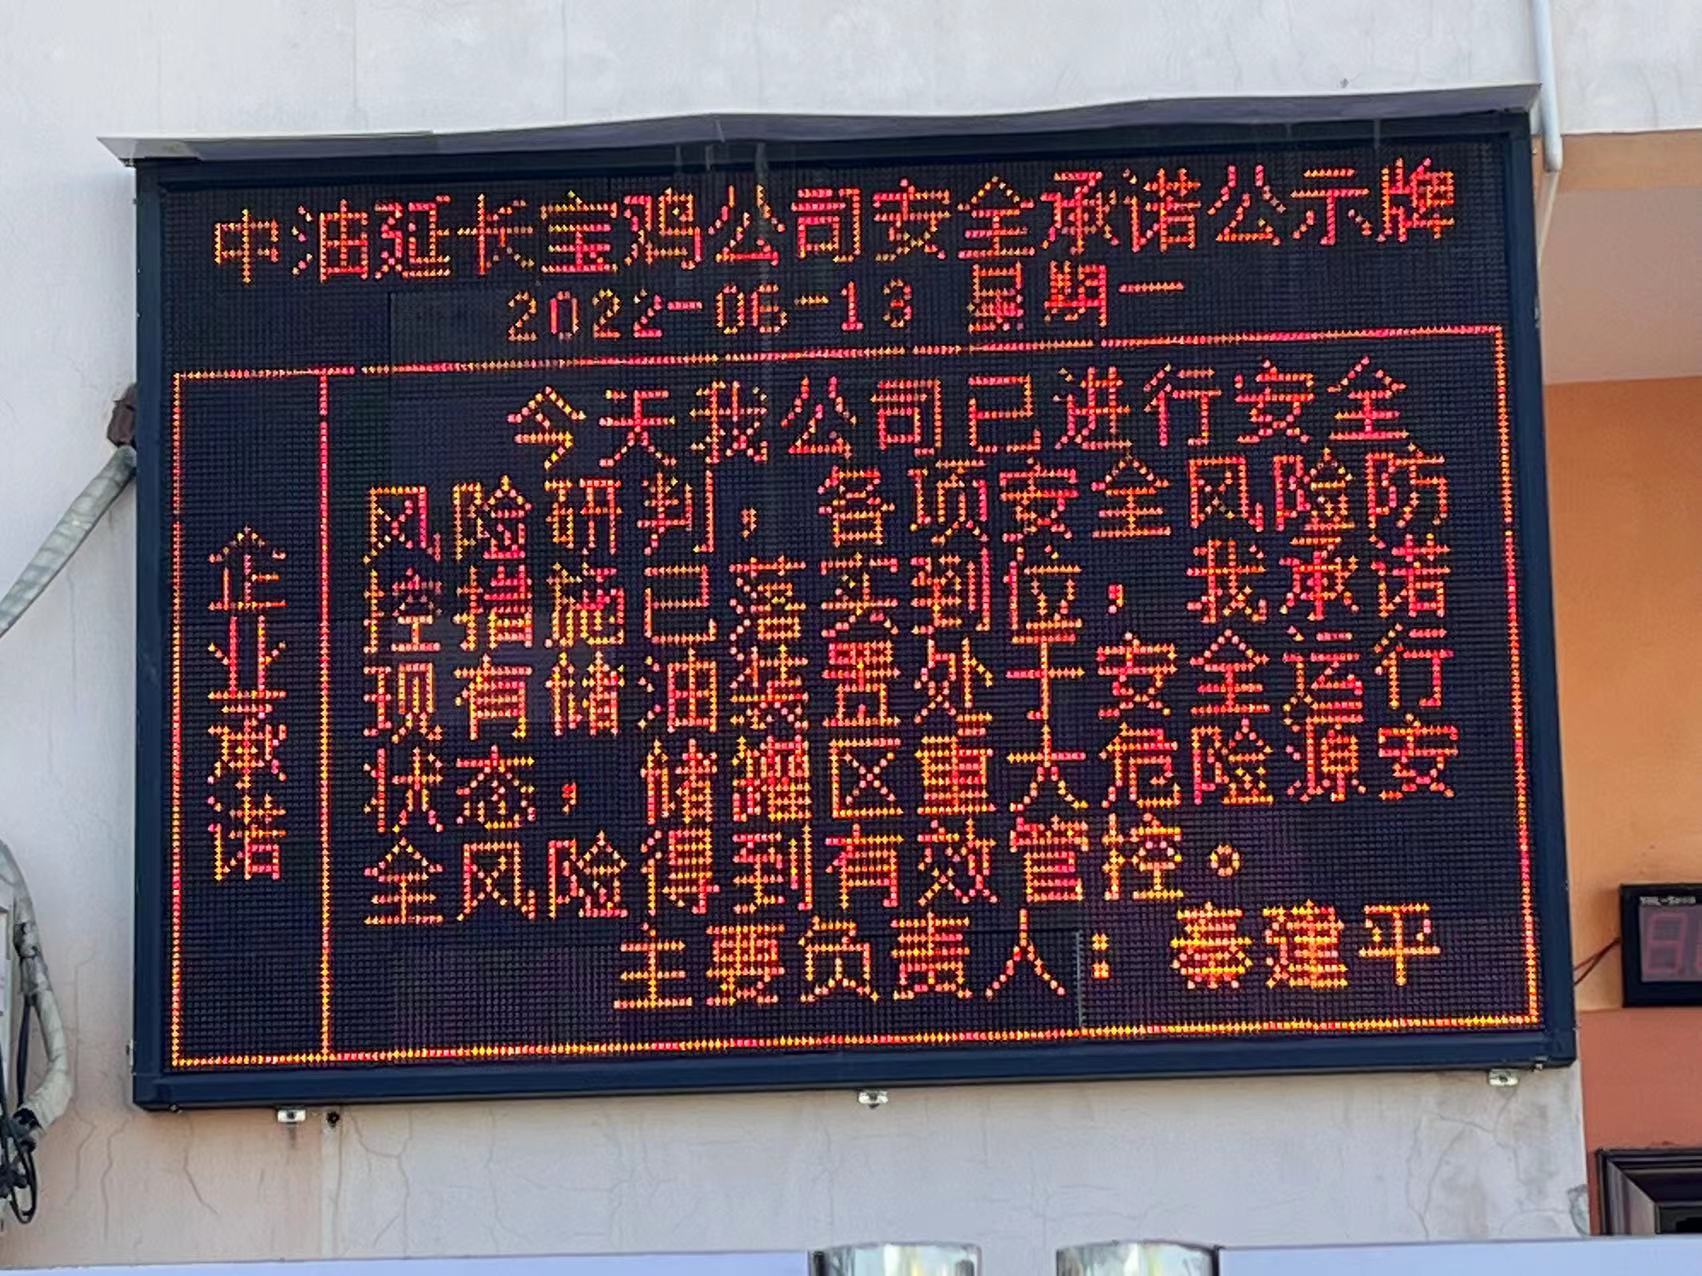 中油延长宝鸡公司安全承诺公示牌
2022-06-13 星期一
企业承诺
今天我公司已进行安全
风险研判，各项安全风险防
控措施已落实到位，我承诺
现有储油装置处于安全运行
状态，储罐区重大危险源安
全风险得到有效管控。
主要负责人：秦建平